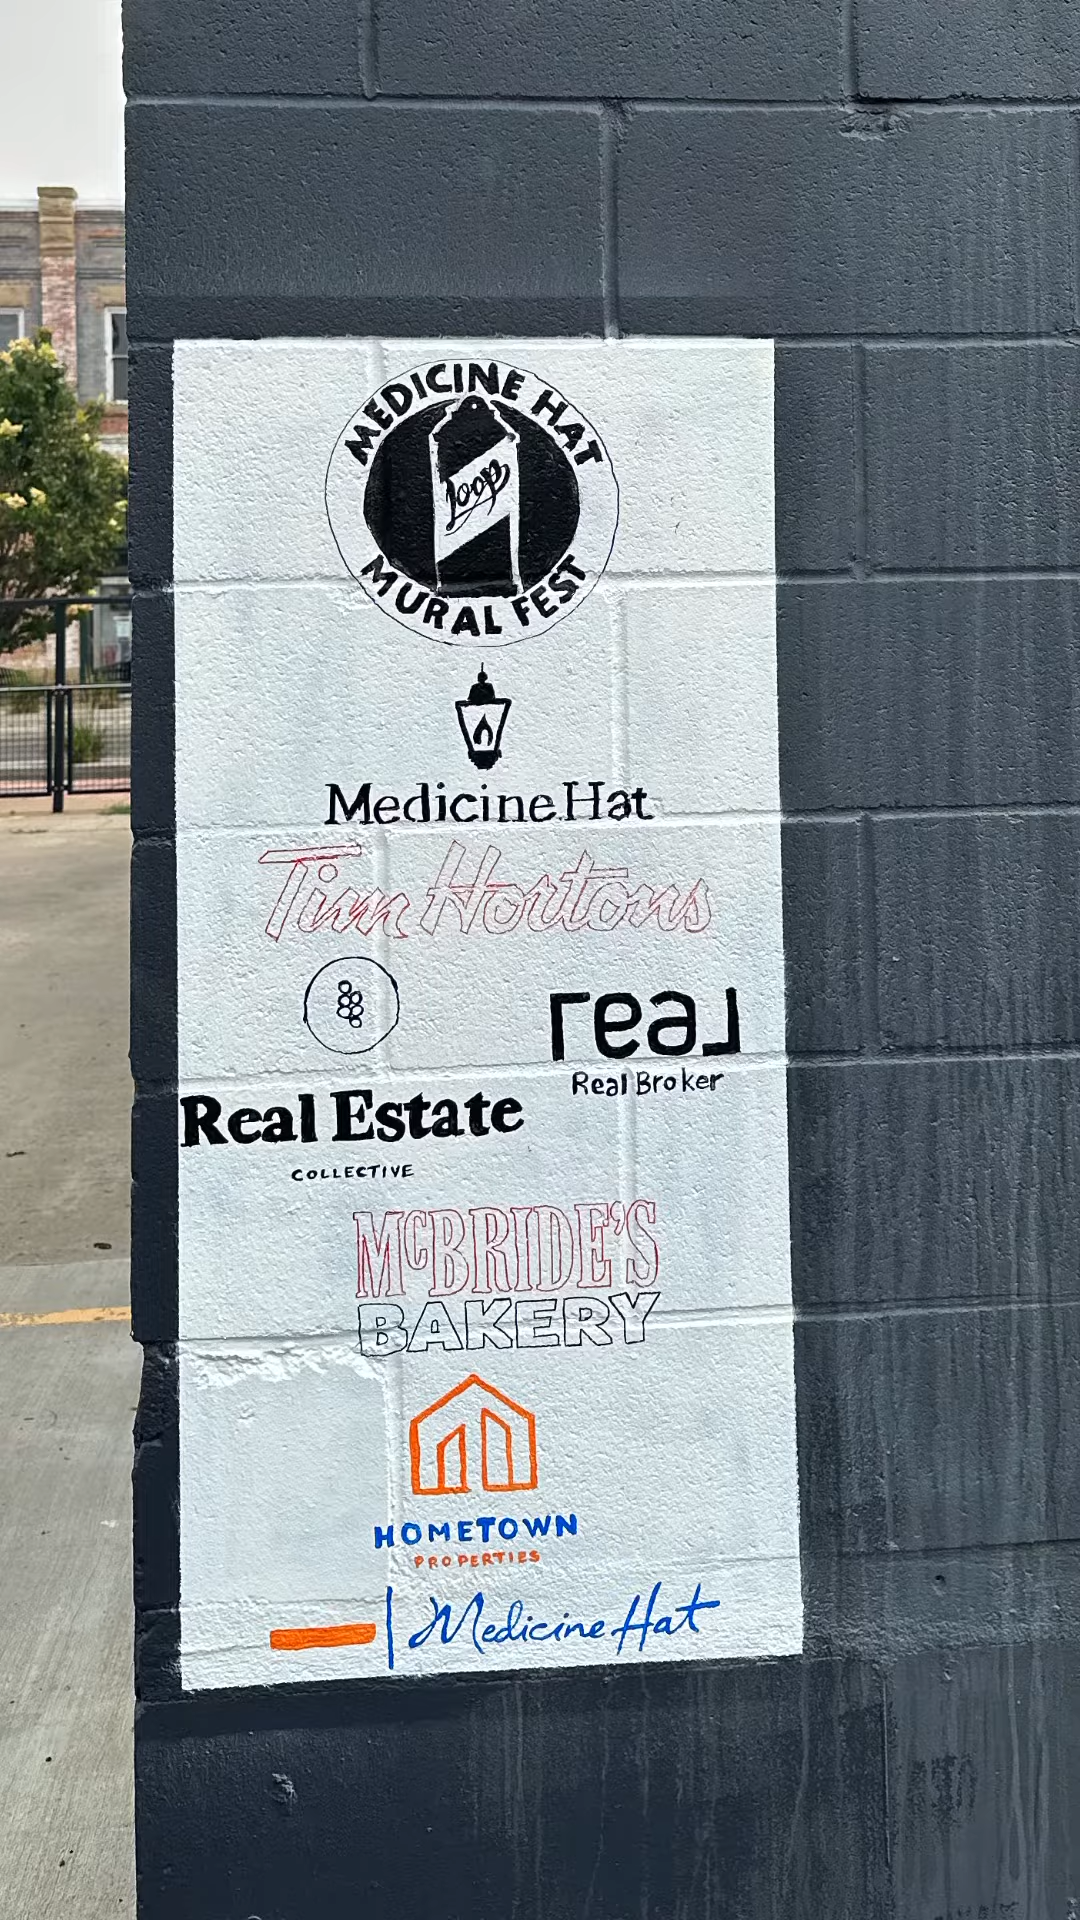 MEDICINE HAT
Loop
MURAL FEST
Medicine Hat
Tim Hortons
real
Real Broker
Real Estate
COLLECTIVE
McBRIDE'S
BAKERY
HOMETOWN
PROPERTIES
Medicine Hat